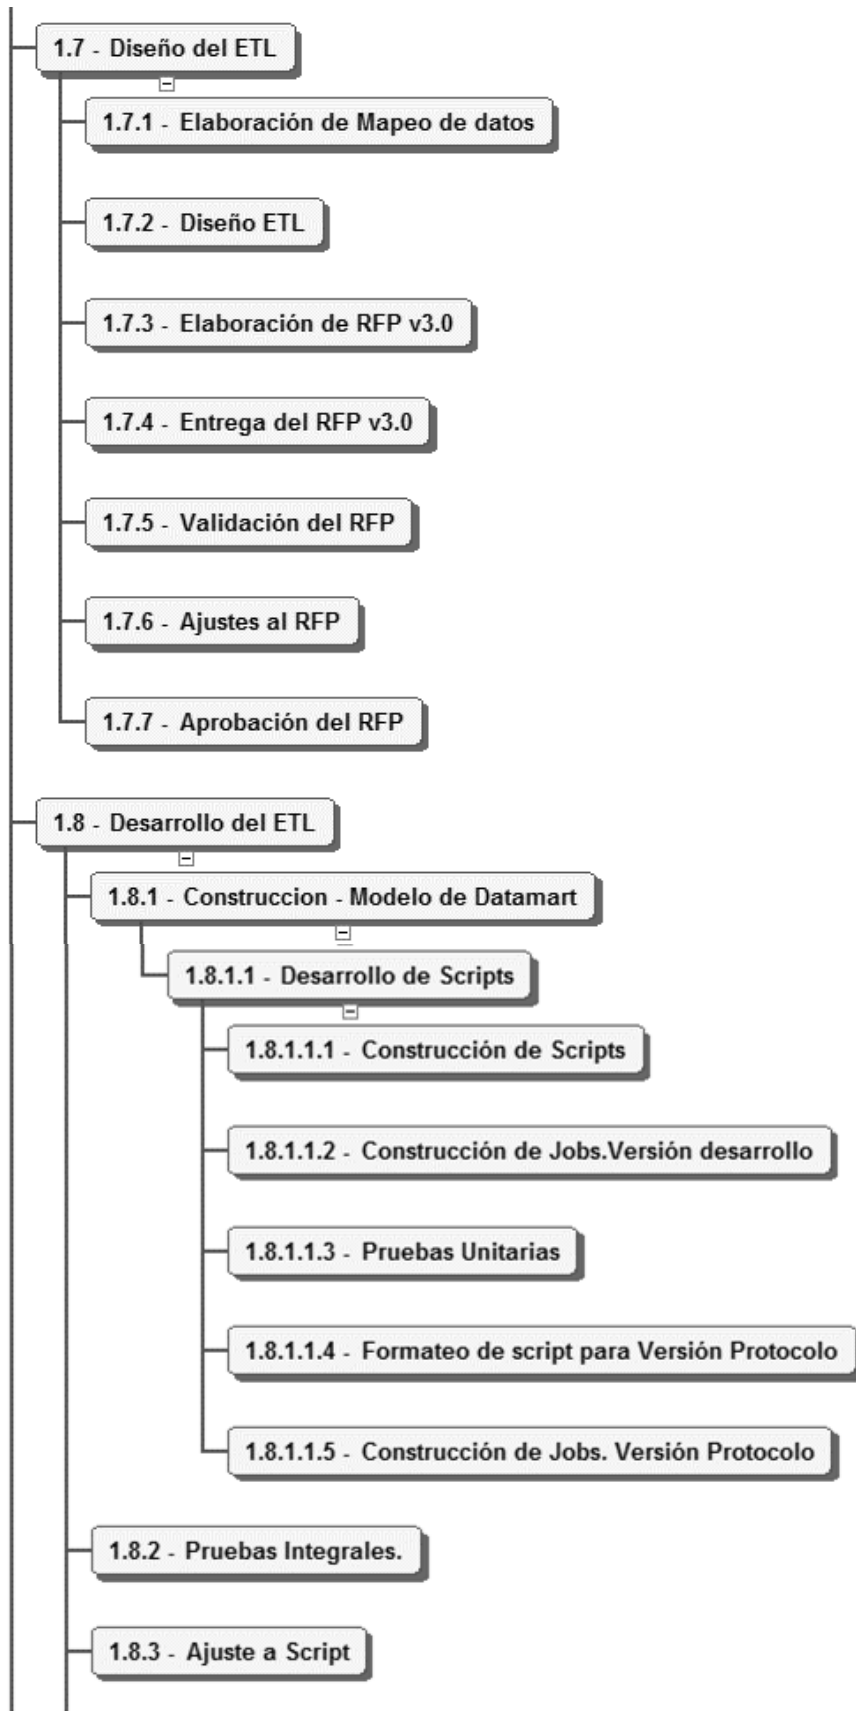 1.7 - Diseño del ETL
1.7.1 - Elaboración de Mapeo de datos
1.7.2 - Diseño ETL
1.7.3 - Elaboración de RFP v3.0
1.7.4 - Entrega del RFP v3.0
1.7.5 - Validación del RFP
1.7.6 - Ajustes al RFP
1.7.7 - Aprobación del RFP
1.8 - Desarrollo del ETL
1.8.1 - Construccion - Modelo de Datamart
1.8.1.1 - Desarrollo de Scripts
1.8.1.1.1 - Construcción de Scripts
1.8.1.1.2 - Construcción de Jobs.Versión desarrollo
1.8.1.1.3 - Pruebas Unitarias
1.8.1.1.4 - Formateo de script para Versión Protocolo
1.8.1.1.5 - Construcción de Jobs. Versión Protocolo
1.8.2 - Pruebas Integrales.
1.8.3 - Ajuste a Script